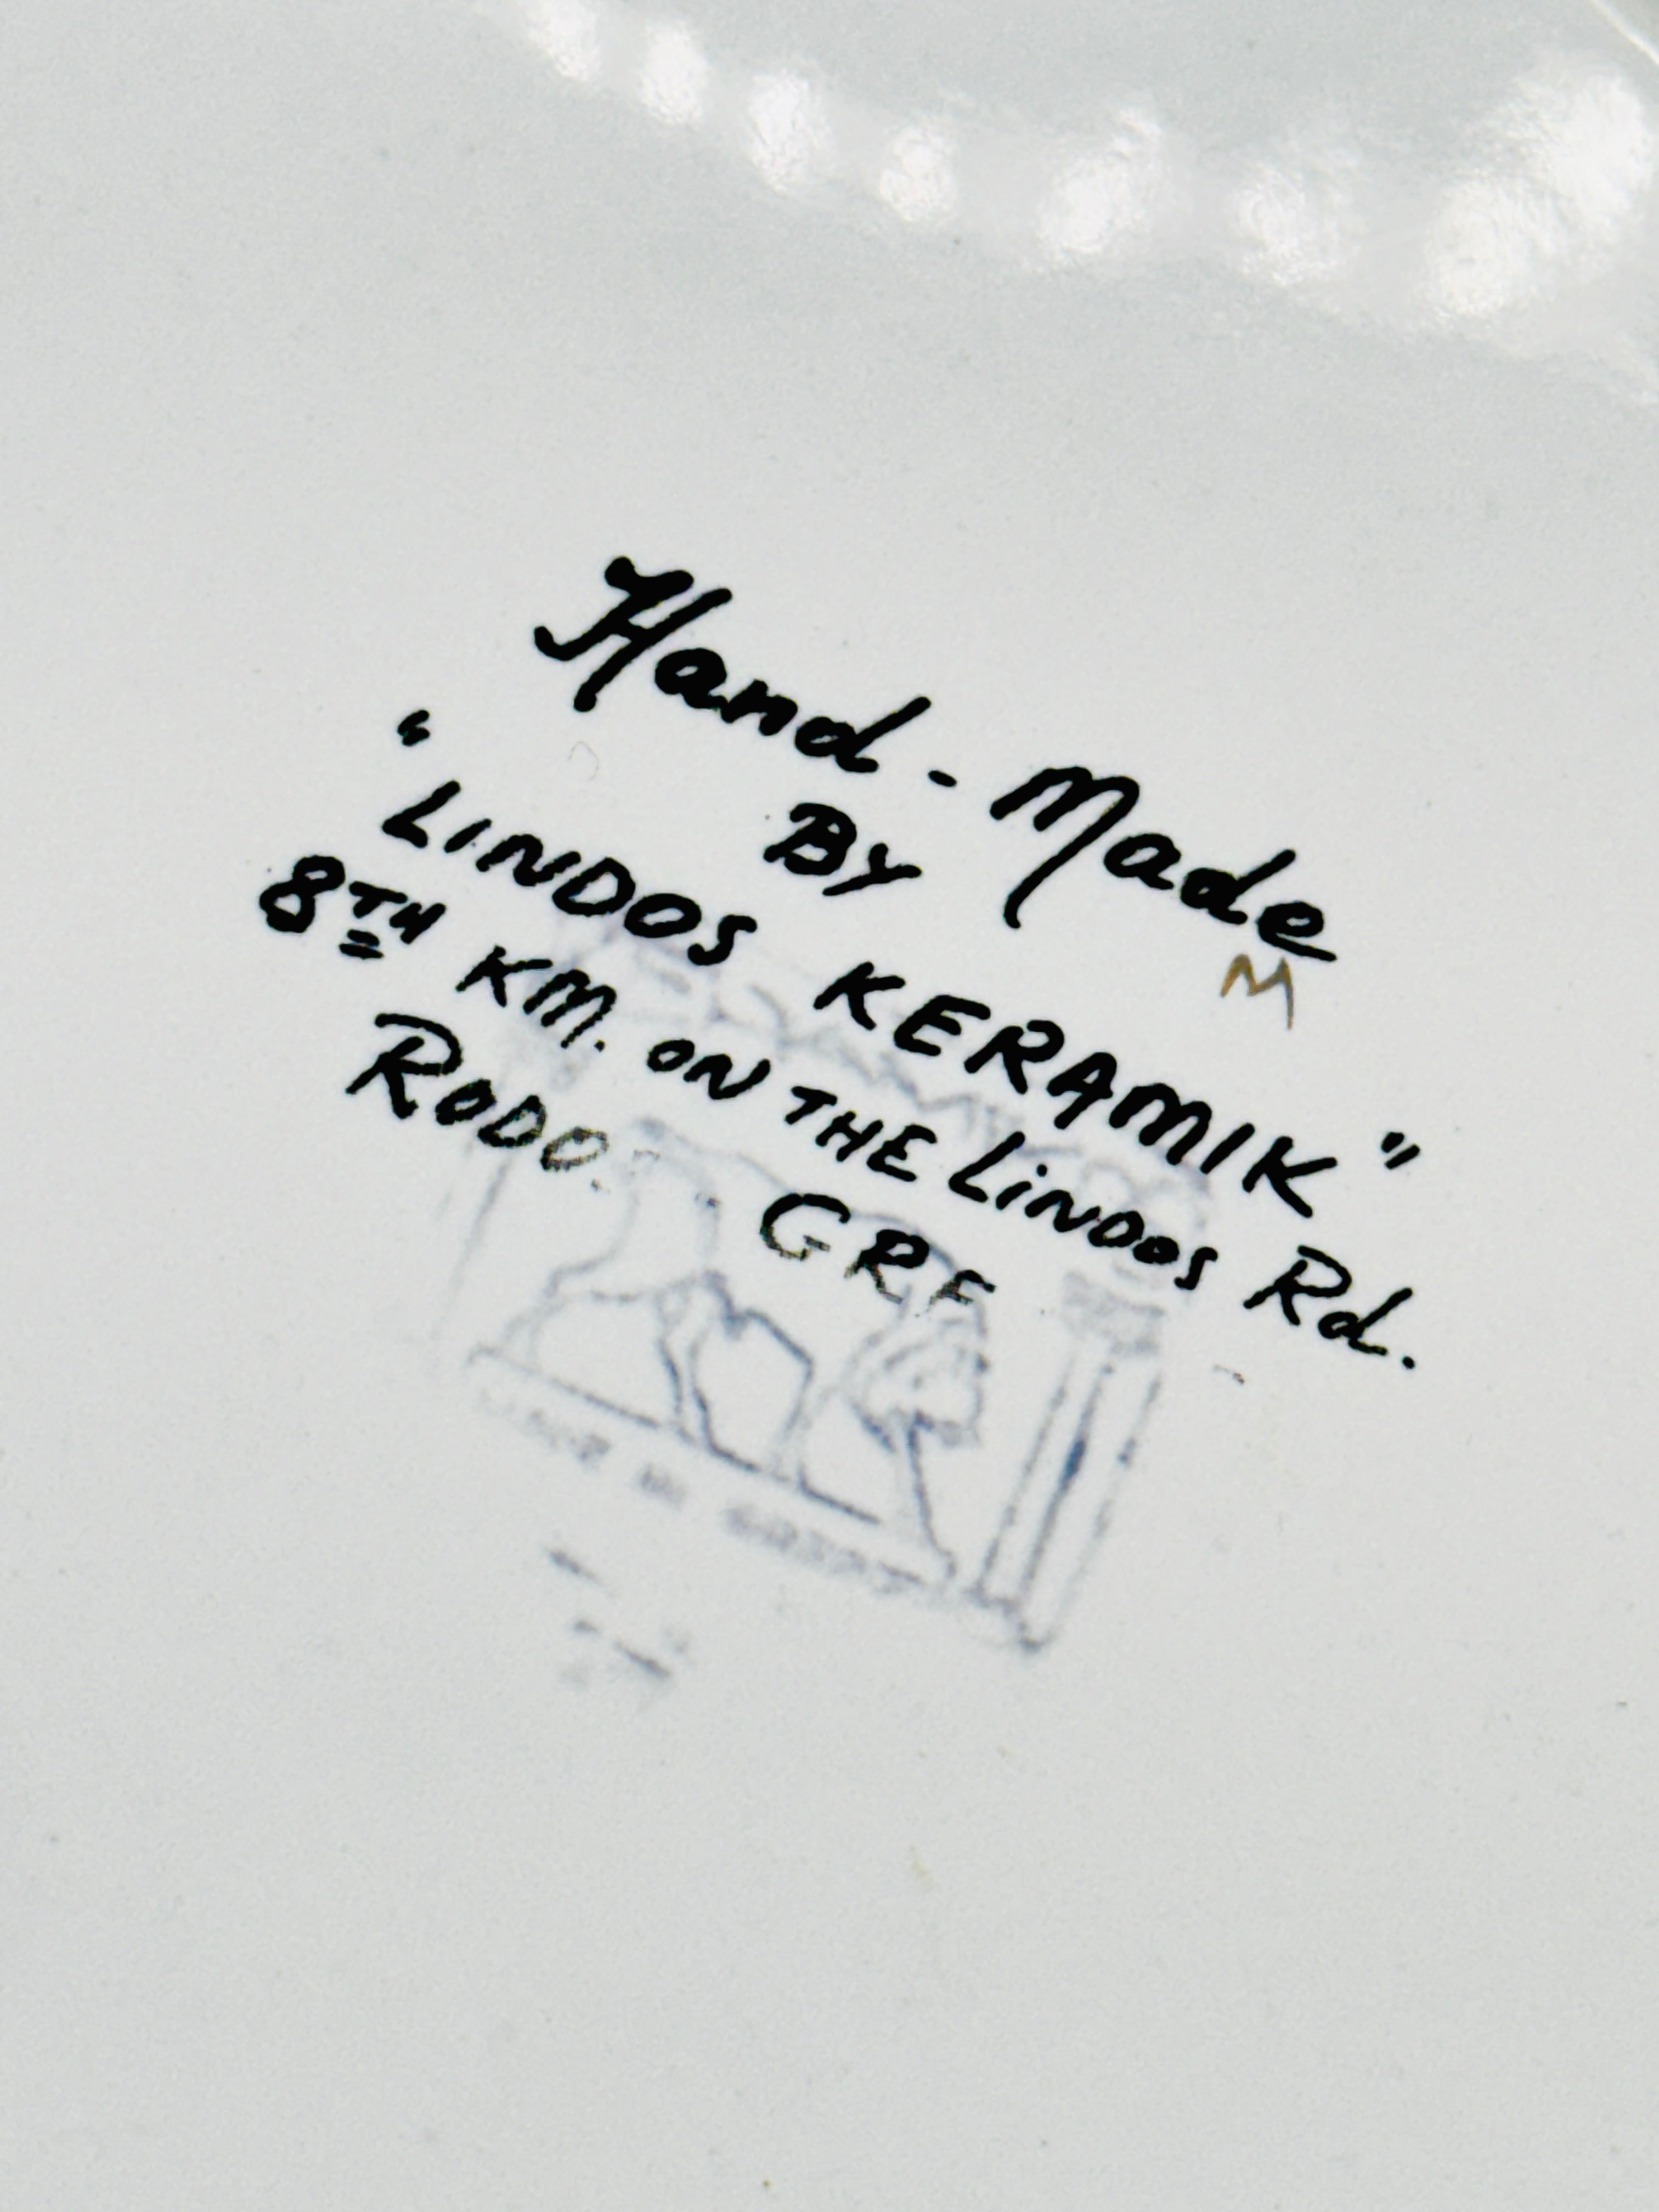 Hand-Made
BY
"LINDOS KERAMIK"
8TH KM. ON THE LINDOS Rd.
M